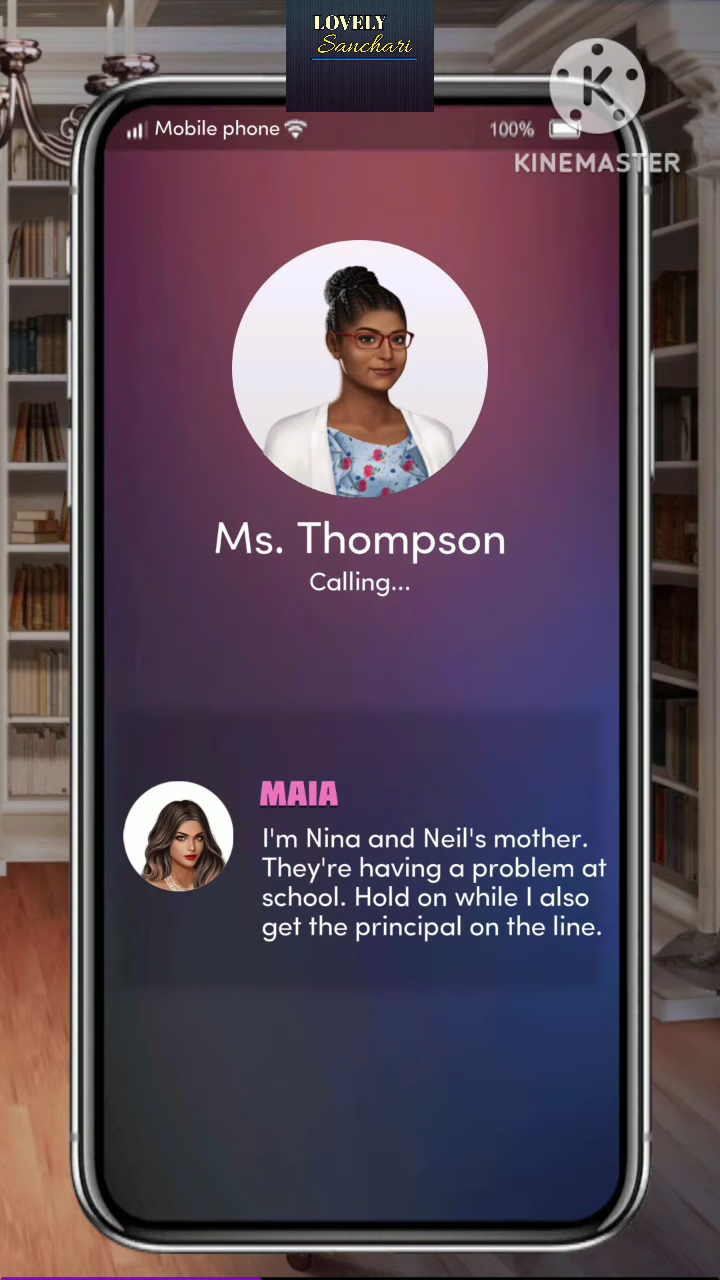 LOVELY
Sanchari
Mobile phone
100%
KINEMASTER
Ms. Thompson
Calling...
MAIA
I'm Nina and Neil's mother.
They're having a problem at
school. Hold on while I also
get the principal on the line.